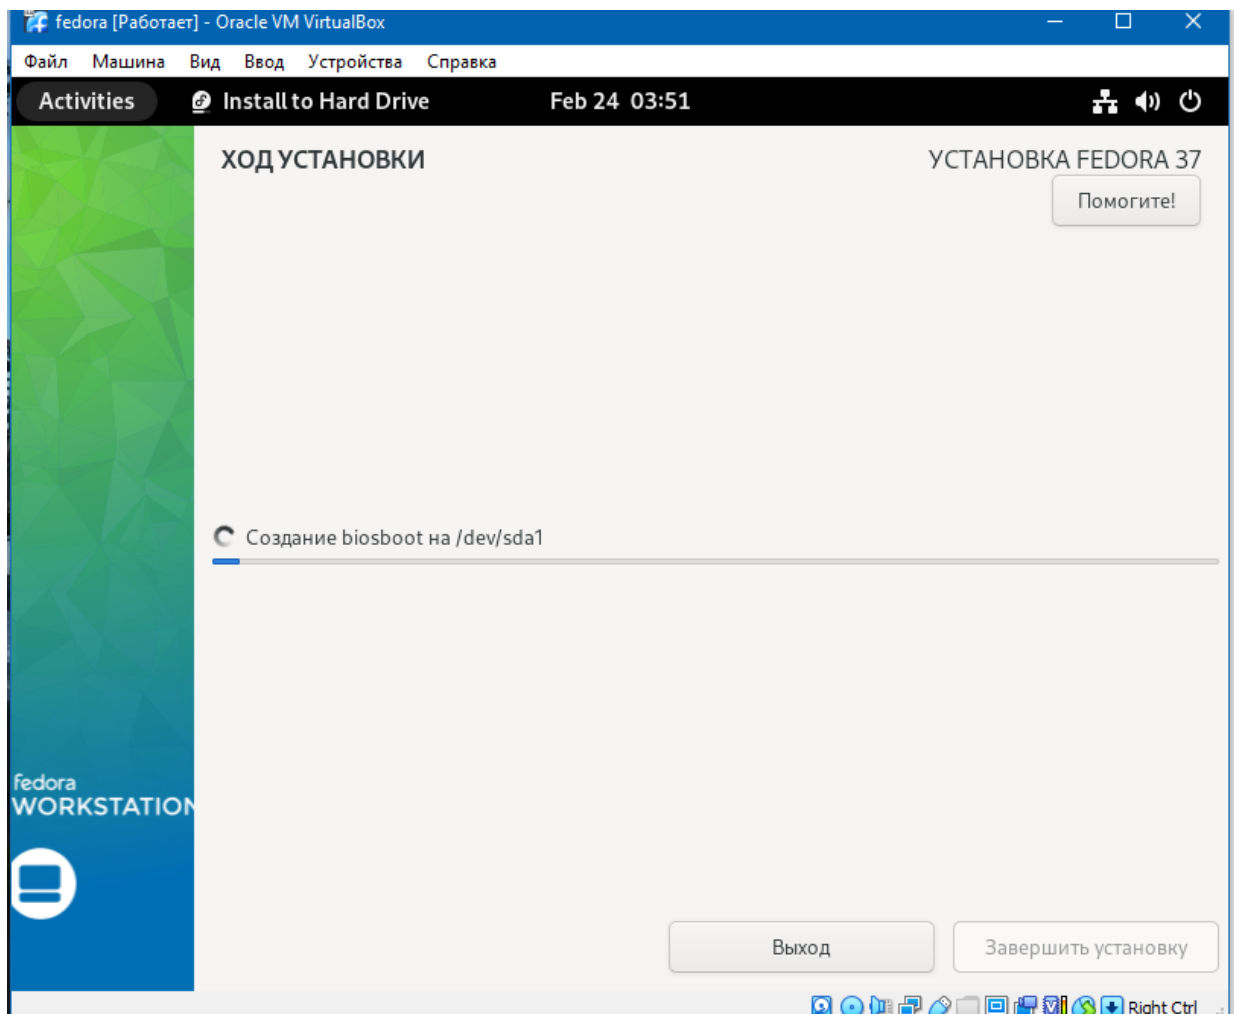 fedora [Работает] - Oracle VM VirtualBox
Файл Машина Вид Ввод Устройства Справка
Activities Install to Hard Drive Feb 24 03:51
ХОД УСТАНОВКИ УСТАНОВКА FEDORA 37
Помогите!
Создание biosboot на /dev/sda1
fedora
WORKSTATION
Выход Завершить установку
Right Ctrl